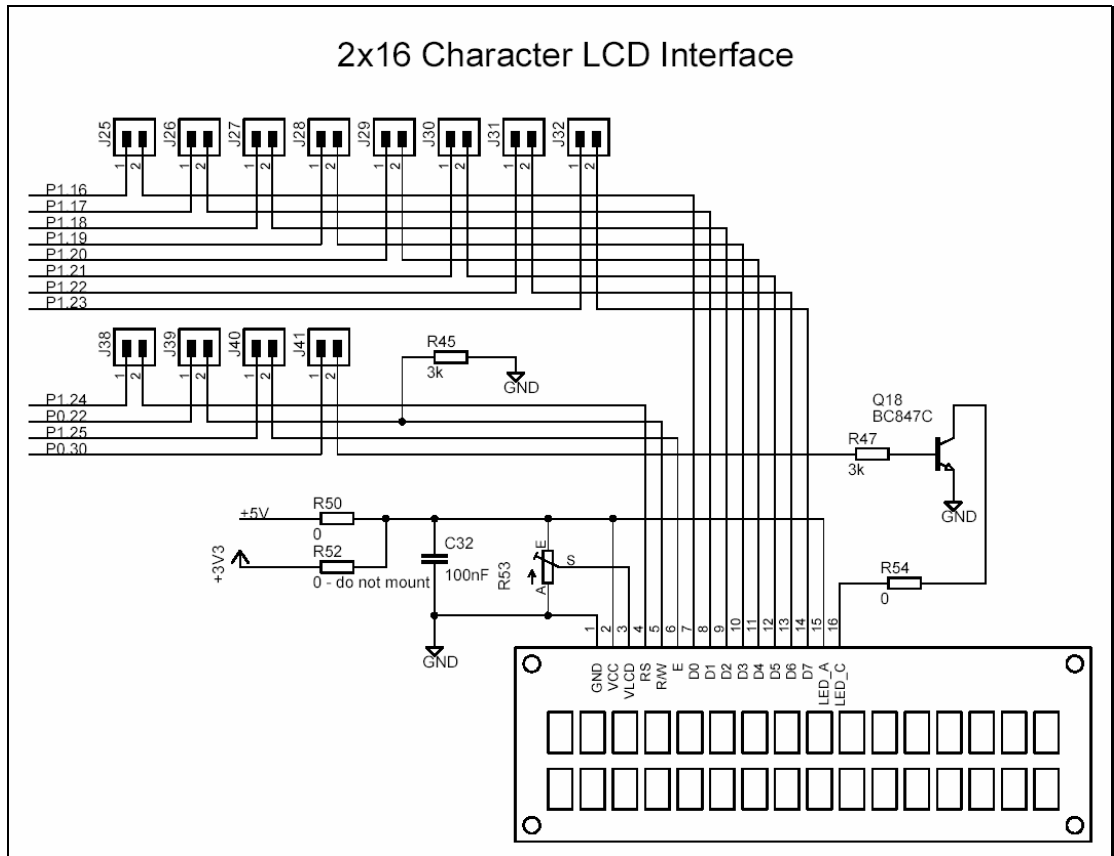 2x16 Character LCD Interface
J25 J26 J27 J28 J29 J30 J31 J32
1 2 1 2 1 2 1 2 1 2 1 2 1 2 1 2
P1.16
P1.17
P1.18
P1.19
P1.20
P1.21
P1.22
P1.23
J38 J39 J40 J41
1 2 1 2 1 2 1 2
R45
3k
GND
P1.24
P0.22
P1.25
P0.30
Q18
BC847C
R47
3k
GND
+5V
R50
0
+3V3
R52
0 - do not mount
C32
100nF
R53
E
S
A
GND
R54
0
1 2 3 4 5 6 7 8 9 10 11 12 13 14 15 16
GND VCC VLCD RS R/W E D0 D1 D2 D3 D4 D5 D6 D7 LED_A LED_C